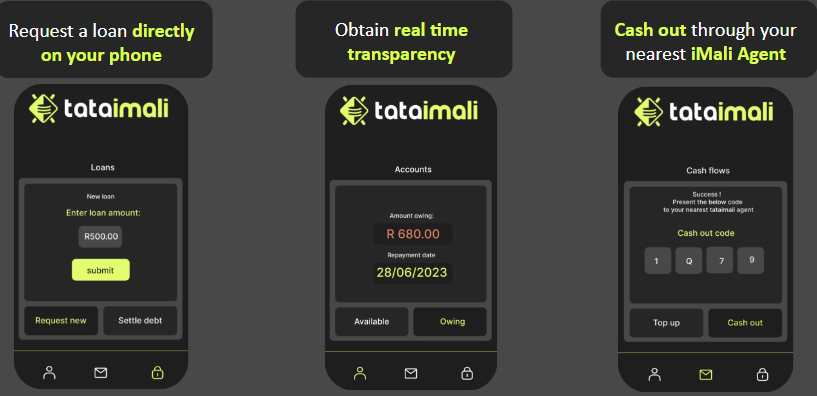 Request a loan directly
on your phone
tataimali
Loans
New loan
Enter loan amount:
R500.00
submit
Request new
Settle debt
Obtain real time
transparency
tataimali
Accounts
Amount owing:
R 680.00
Repayment date
28/06/2023
Available
Owing
Cash out through your
nearest iMali Agent
tataimali
Cash flows
Success !
Present the below code
to your nearest tataimali agent
Cash out code
1 Q 7 9
Top up
Cash out